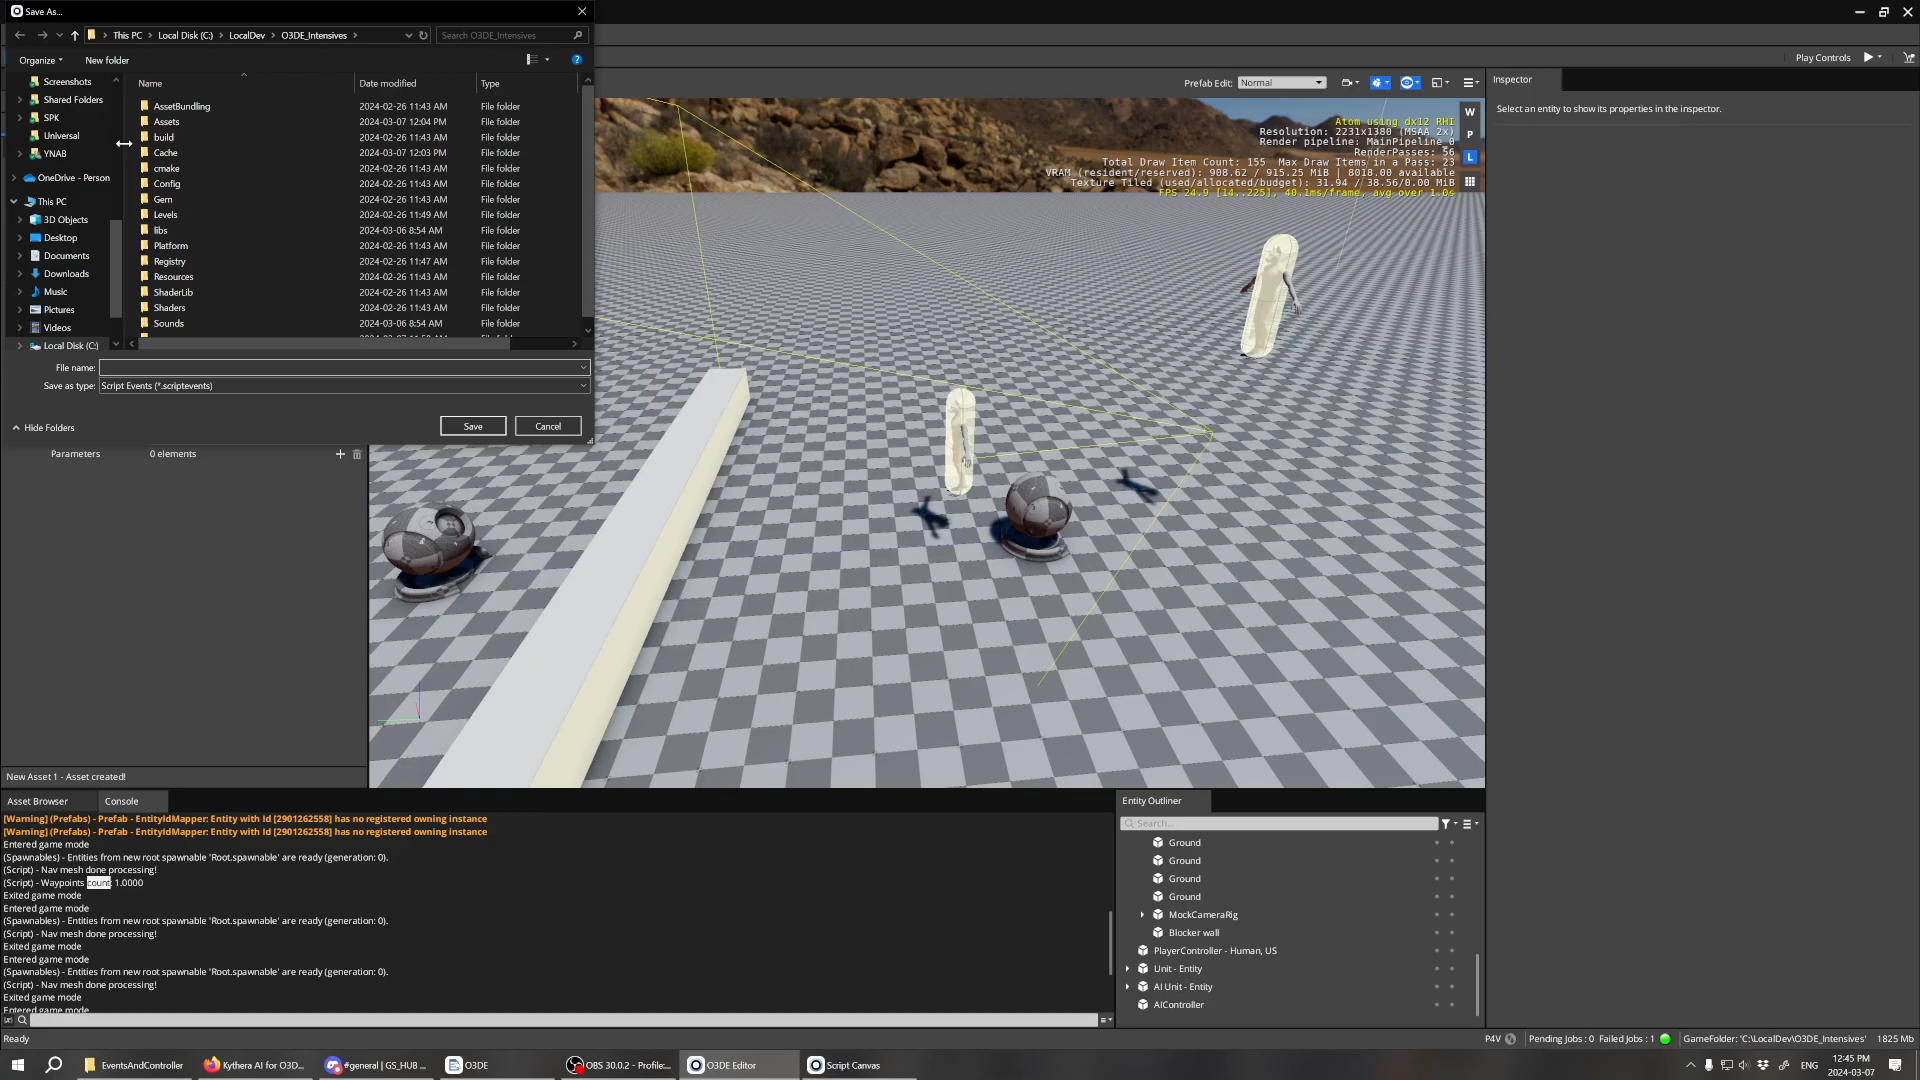 Save As...
This PC
Local Disk (C:)
LocalDev
O3DE_Intensives
Search O3DE_Intensives
Organize
New folder
Play Controls
Screenshots
Shared Folders
SPK
Universal
YNAB
OneDrive - Person
This PC
3D Objects
Desktop
Documents
Downloads
Music
Pictures
Videos
Local Disk (C:)
Name Date modified Type
AssetBundling 2024-02-26 11:43 AM File folder
Assets 2024-03-07 12:04 PM File folder
build 2024-02-26 11:43 AM File folder
Cache 2024-03-07 12:03 PM File folder
cmake 2024-02-26 11:43 AM File folder
Config 2024-02-26 11:43 AM File folder
Gem 2024-02-26 11:43 AM File folder
Levels 2024-02-26 11:49 AM File folder
libs 2024-03-06 8:54 AM File folder
Platform 2024-02-26 11:43 AM File folder
Registry 2024-02-26 11:47 AM File folder
Resources 2024-02-26 11:43 AM File folder
ShaderLib 2024-02-26 11:43 AM File folder
Shaders 2024-02-26 11:43 AM File folder
Sounds 2024-03-06 8:54 AM File folder
File name:
Save as type: Script Events (*.scriptevents)
Hide Folders
Save
Cancel
Prefab Edit: Normal
Inspector
Select an entity to show its properties in the inspector.
W
P
L
Atom using dx12 RHI
Resolution: 2231x1380 (MSAA 2x)
Render pipeline: MainPipeline_0
RenderPasses: 56
Total Draw Item Count: 155 Max Draw Items in a Pass: 23
VRAM (resident/reserved): 908.62 / 915.25 MiB | 8018.00 available
Texture Tiled (used/allocated/budget): 31.94 / 38.56/0.00 MiB
FPS 24.9 [14..225], 40.1ms/frame, avg over 1.0s
Parameters 0 elements
New Asset 1 - Asset created!
Asset Browser
Console
[Warning] (Prefabs) - Prefab - EntityIdMapper: Entity with Id [2901262558] has no registered owning instance
[Warning] (Prefabs) - Prefab - EntityIdMapper: Entity with Id [2901262558] has no registered owning instance
Entered game mode
(Spawnables) - Entities from new root spawnable 'Root.spawnable' are ready (generation: 0).
(Script) - Nav mesh done processing!
(Script) - Waypoints count: 1.0000
Exited game mode
Entered game mode
(Spawnables) - Entities from new root spawnable 'Root.spawnable' are ready (generation: 0).
(Script) - Nav mesh done processing!
Exited game mode
Entered game mode
(Spawnables) - Entities from new root spawnable 'Root.spawnable' are ready (generation: 0).
(Script) - Nav mesh done processing!
Exited game mode
Entered game mode
Entity Outliner
Search...
Ground
Ground
Ground
Ground
MockCameraRig
Blocker wall
PlayerController - Human, US
Unit - Entity
AI Unit - Entity
AIController
Ready
P4V
Pending Jobs : 0 Failed Jobs : 1
GameFolder: 'C:\LocalDev\O3DE_Intensives'
1825 Mb
EventsAndController
Kythera AI for O3D...
#general | GS_HUB ...
O3DE
OBS 30.0.2 - Profile:...
O3DE Editor
Script Canvas
ENG
12:45 PM
2024-03-07